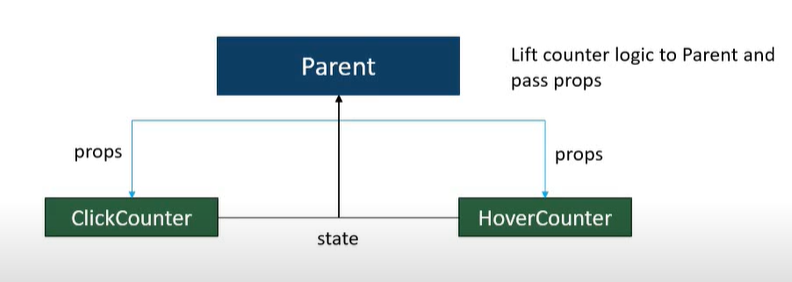 Parent
Lift counter logic to Parent and
pass props
props
props
ClickCounter
HoverCounter
state